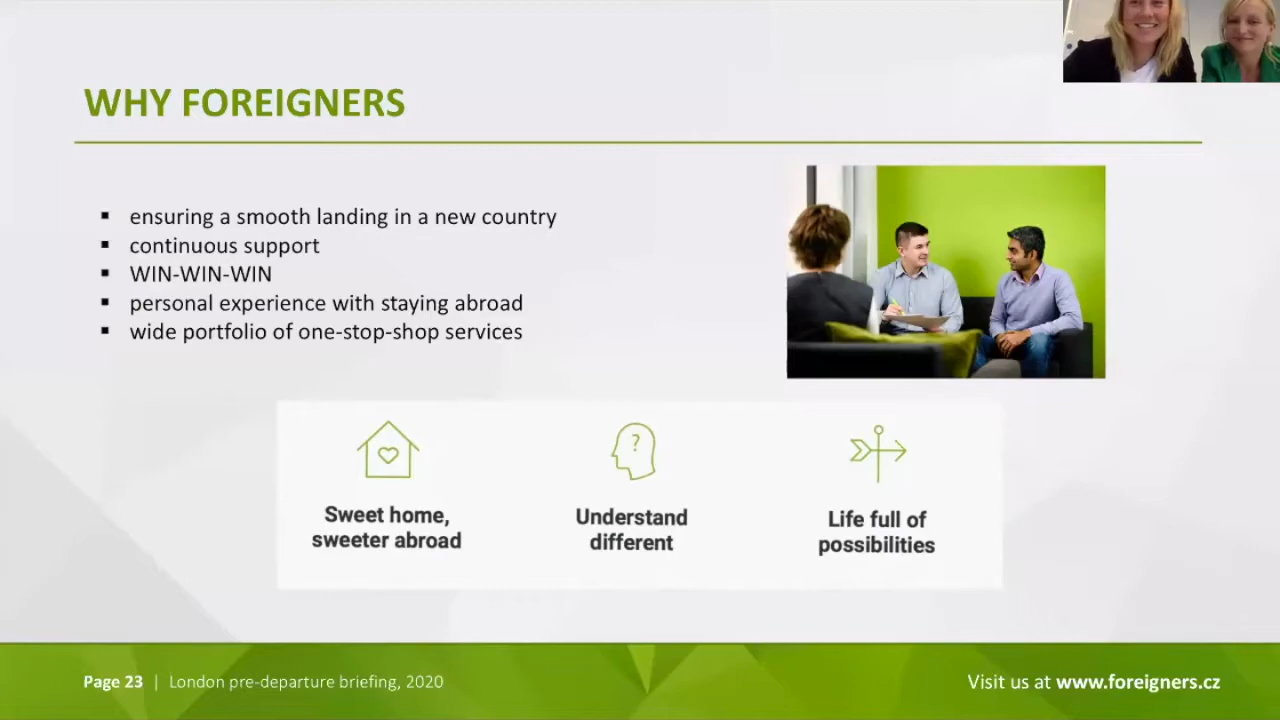 WHY FOREIGNERS
ensuring a smooth landing in a new country
continuous support
WIN-WIN-WIN
personal experience with staying abroad
wide portfolio of one-stop-shop services
?
Sweet home,
sweeter abroad
Understand
different
Life full of
possibilities
Page 23 | London pre-departure briefing, 2020
Visit us at www.foreigners.cz